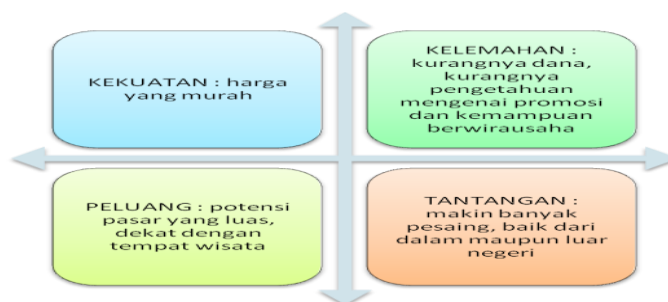 KEKUATAN : harga
yang murah
KELEMAHAN :
kurangnya dana,
kurangnya
pengetahuan
mengenai promosi
dan kemampuan
berwirausaha
PELUANG : potensi
pasar yang luas,
dekat dengan
tempat wisata
TANTANGAN :
makin banyak
pesaing, baik dari
dalam maupun luar
negeri